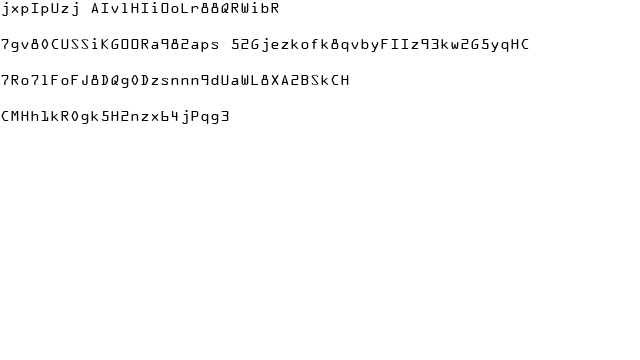 jxpIpUzj AIv1HIiOoLr88QRWibR
7gv80CUSSiKGOORa982aps 52Gjezkofk8qvbyFIIz93kw2G5yqHC
7Ro71FoFJ8DQg0Dzsnnn9dUaWL8XA2BSkCH
CMHh1kR0gk5H2nzx64jPqg3